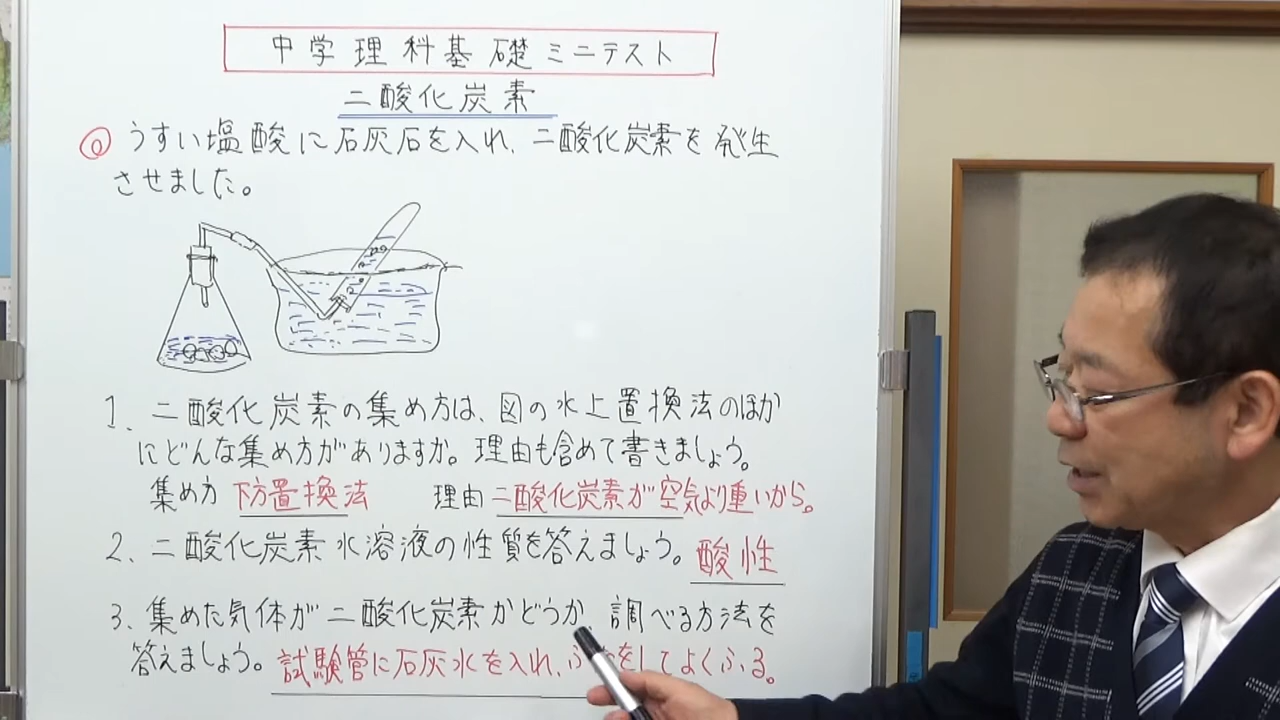 中学理科基礎ミニテスト
二酸化炭素
◎ うすい塩酸に石灰石を入れ、二酸化炭素を発生
させました。
1、二酸化炭素の集め方は、図の水上置換法のほか
にどんな集め方がありますか。理由も含めて書きましょう。
集め方 下方置換法 理由 二酸化炭素が空気より重いから。
2、二酸化炭素水溶液の性質を答えましょう。酸性
3、集めた気体が二酸化炭素かどうか、調べる方法を
答えましょう。試験管に石灰水を入れ、ふ をしてよくふる。